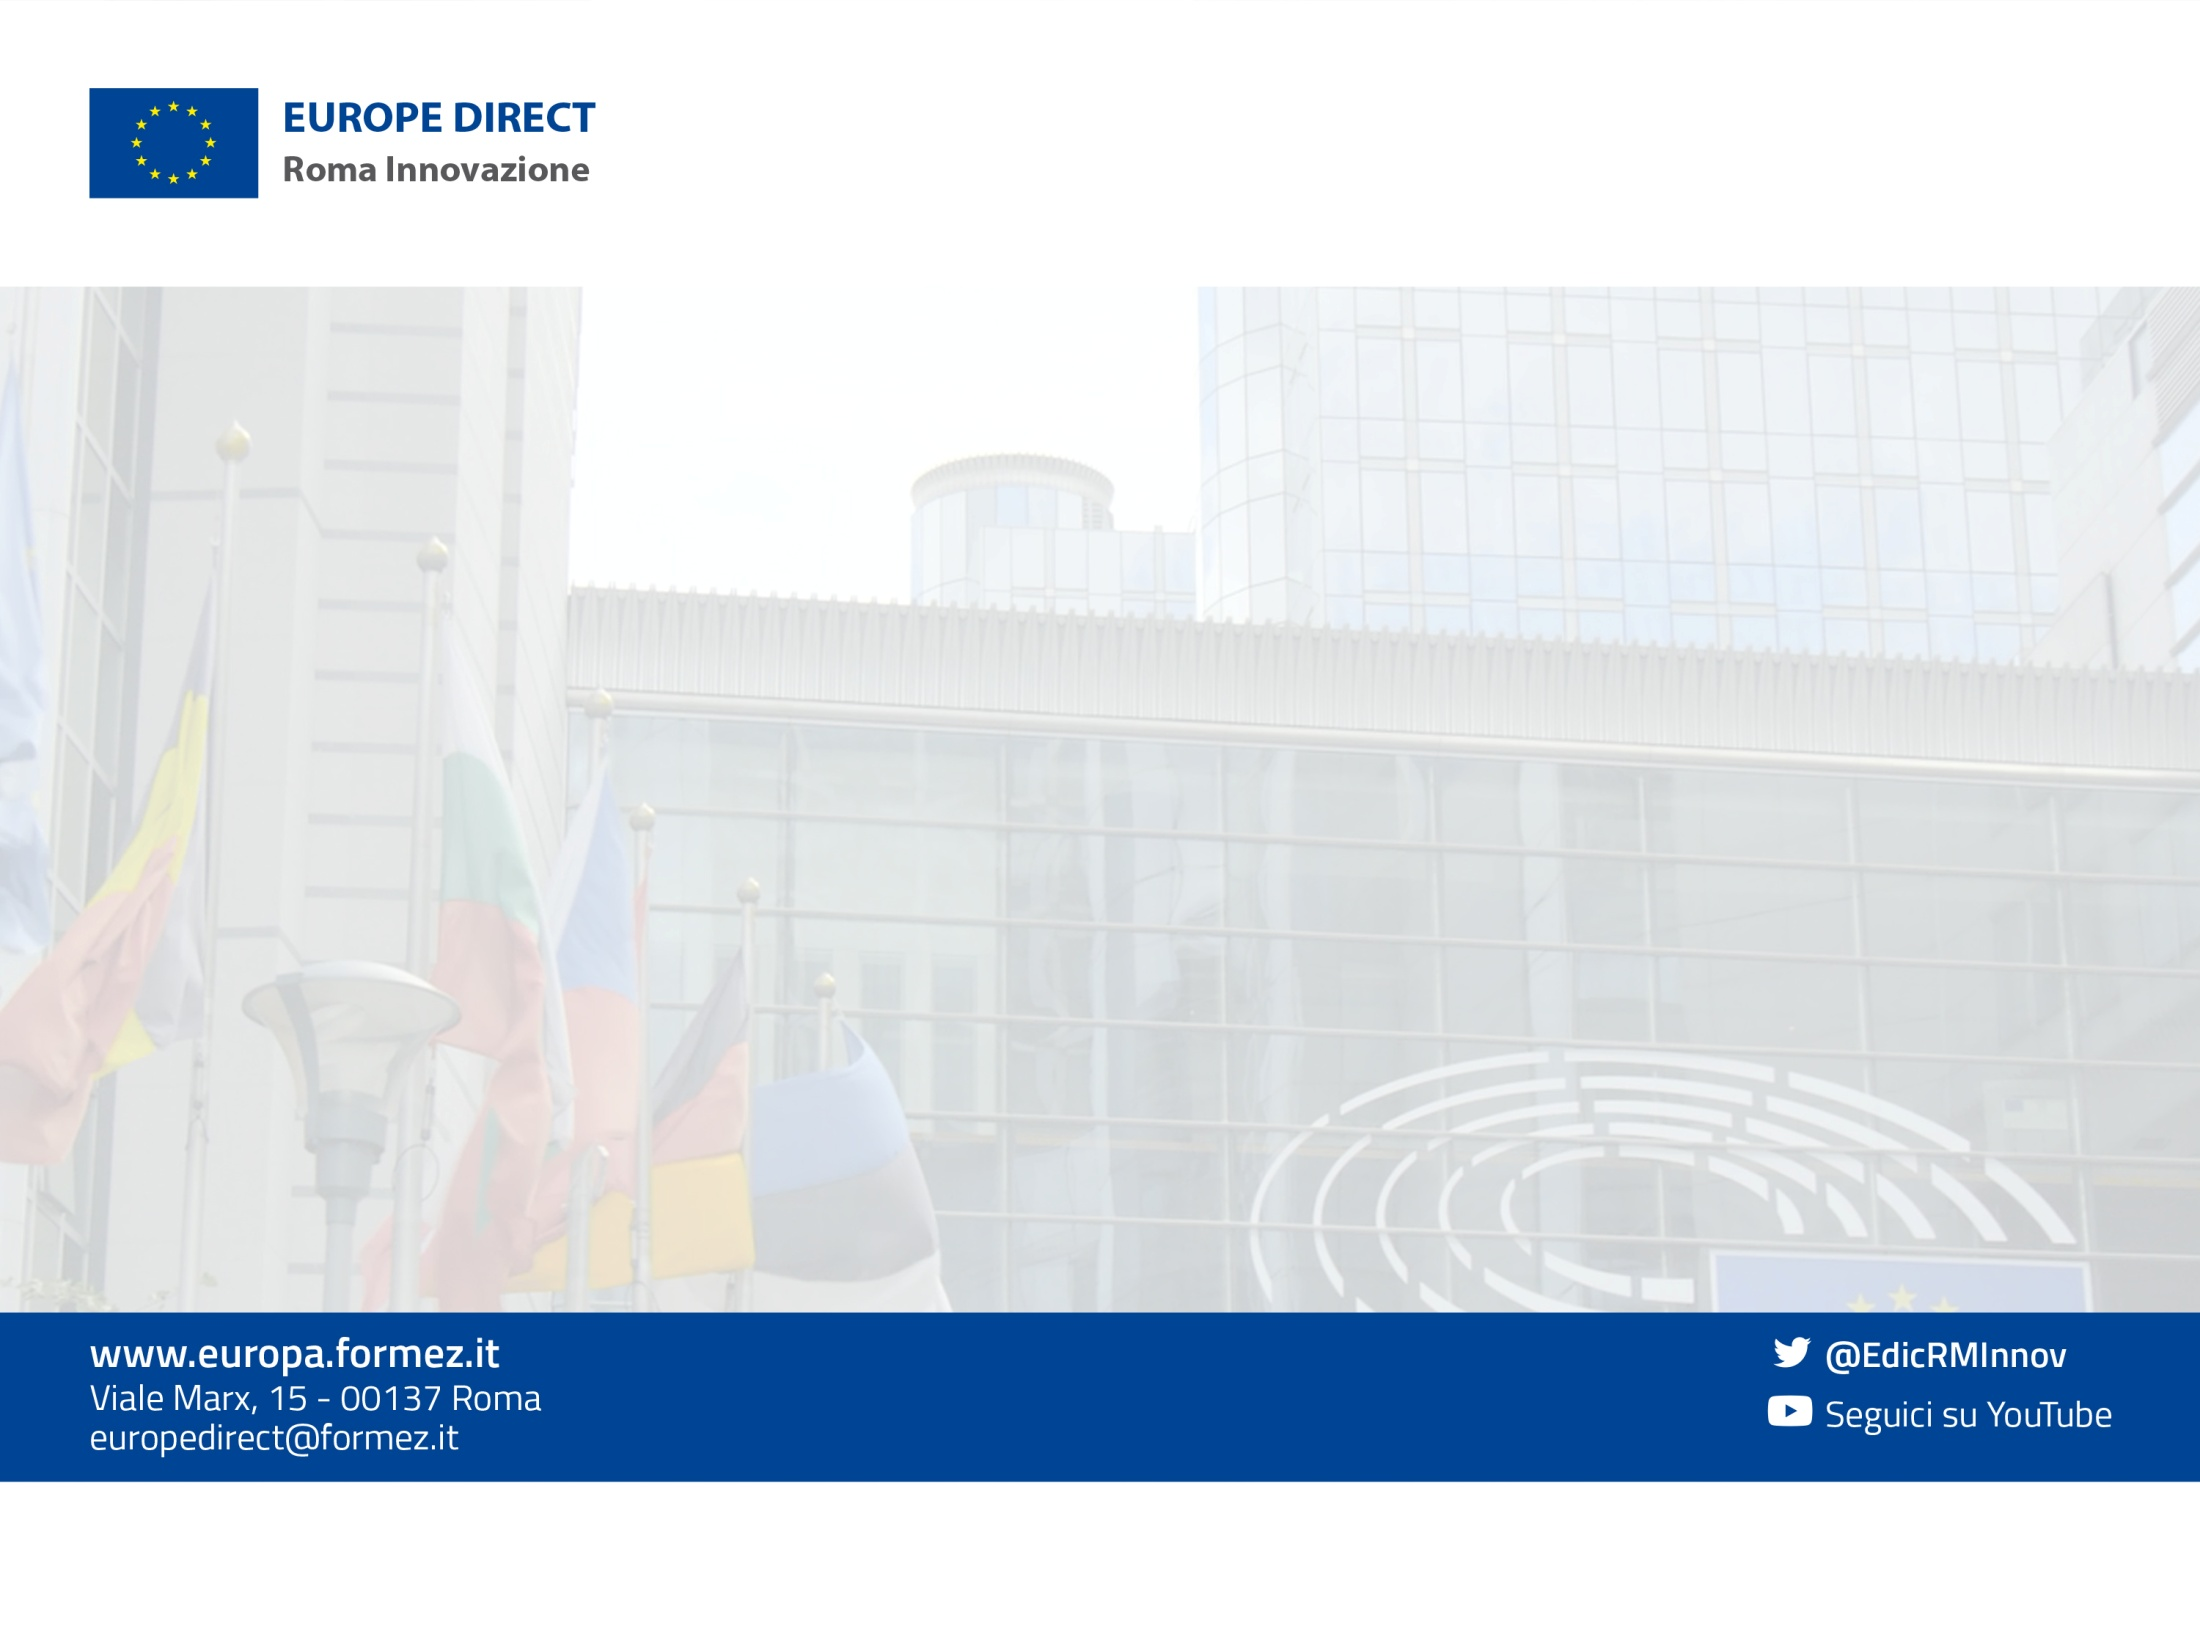 EUROPE DIRECT
Roma Innovazione
www.europa.formez.it
Viale Marx, 15 - 00137 Roma
europedirect@formez.it
@EdicRMInnov
Seguici su YouTube